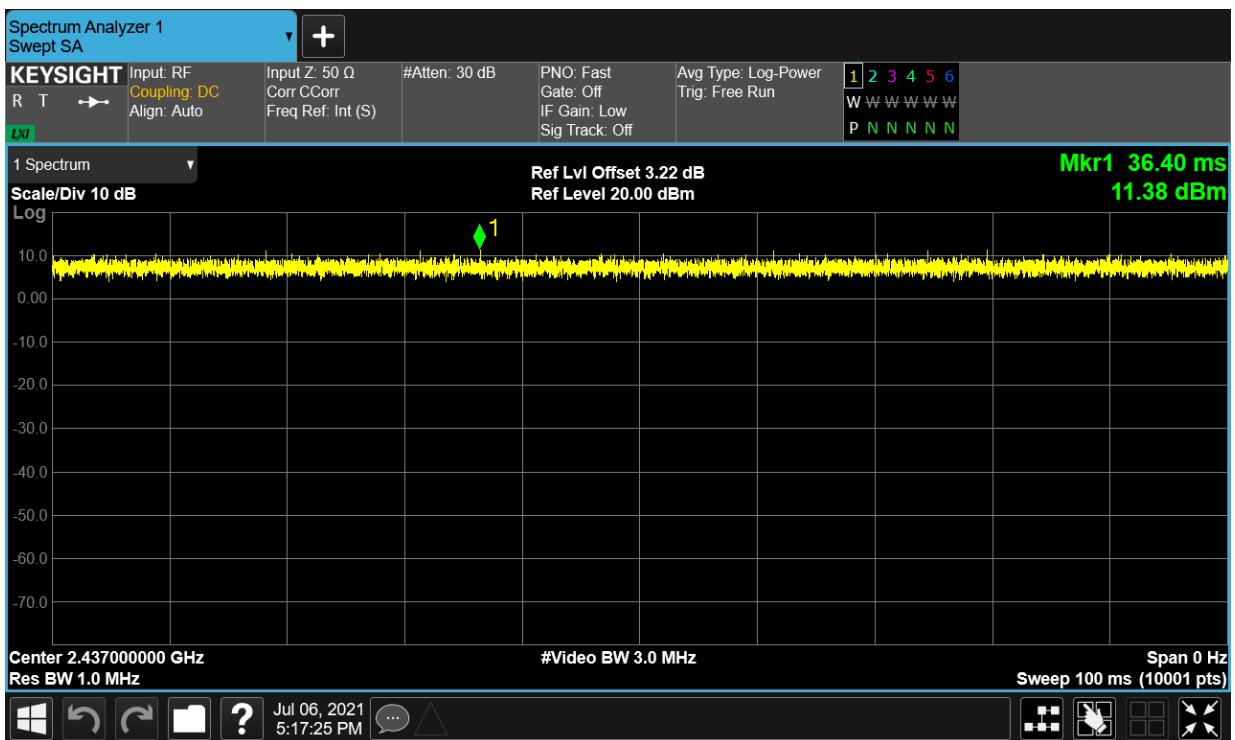 Spectrum Analyzer 1
Swept SA
+
KEYSIGHT Input: RF Input Z: 50 Ω #Atten: 30 dB PNO: Fast Avg Type: Log-Power 1 2 3 4 5 6
R T Coupling: DC Corr CCorr Gate: Off Trig: Free Run W W W W W W
Align: Auto Freq Ref: Int (S) IF Gain: Low
LXI Sig Track: Off P N N N N N
1 Spectrum Ref Lvl Offset 3.22 dB Mkr1 36.40 ms
Scale/Div 10 dB Ref Level 20.00 dBm 11.38 dBm
Log
1
10.0
0.00
-10.0
-20.0
-30.0
-40.0
-50.0
-60.0
-70.0
Center 2.437000000 GHz #Video BW 3.0 MHz Span 0 Hz
Res BW 1.0 MHz Sweep 100 ms (10001 pts)
? Jul 06, 2021
5:17:25 PM